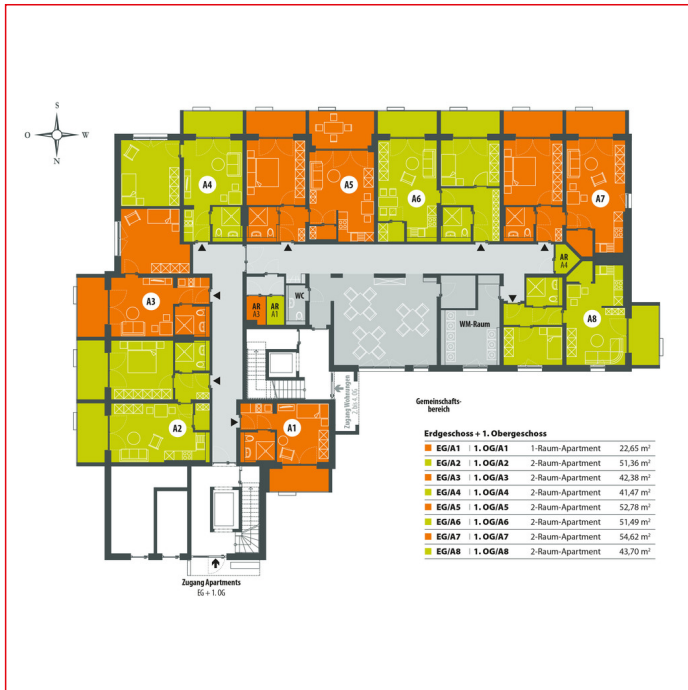 S
O W
N
A4
A5
A6
A7
AR
A4
A3
AR
A3
AR
A1
WC
WM-Raum
A8
Zugang Wohnungen
2. bis 4. OG
A2
A1
Gemeinschafts-
bereich
Erdgeschoss + 1. Obergeschoss
EG/A1 | 1. OG/A1 1-Raum-Apartment 22,65 m²
EG/A2 | 1. OG/A2 2-Raum-Apartment 51,36 m²
EG/A3 | 1. OG/A3 2-Raum-Apartment 42,38 m²
EG/A4 | 1. OG/A4 2-Raum-Apartment 41,47 m²
EG/A5 | 1. OG/A5 2-Raum-Apartment 52,78 m²
EG/A6 | 1. OG/A6 2-Raum-Apartment 51,49 m²
EG/A7 | 1. OG/A7 2-Raum-Apartment 54,62 m²
EG/A8 | 1. OG/A8 2-Raum-Apartment 43,70 m²
Zugang Apartments
EG + 1. OG